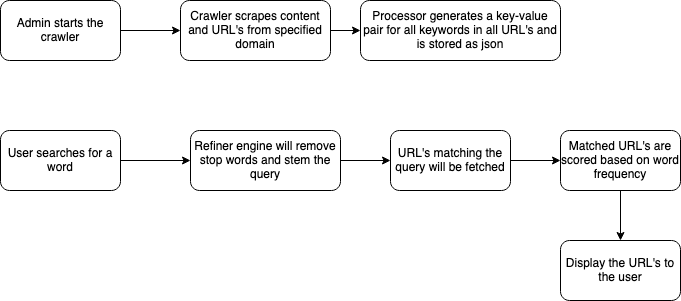 Admin starts the
crawler
Crawler scrapes content
and URL's from specified
domain
Processor generates a key-value
pair for all keywords in all URL's and
is stored as json
User searches for a
word
Refiner engine will remove
stop words and stem the
query
URL's matching the
query will be fetched
Matched URL's are
scored based on word
frequency
Display the URL's to
the user